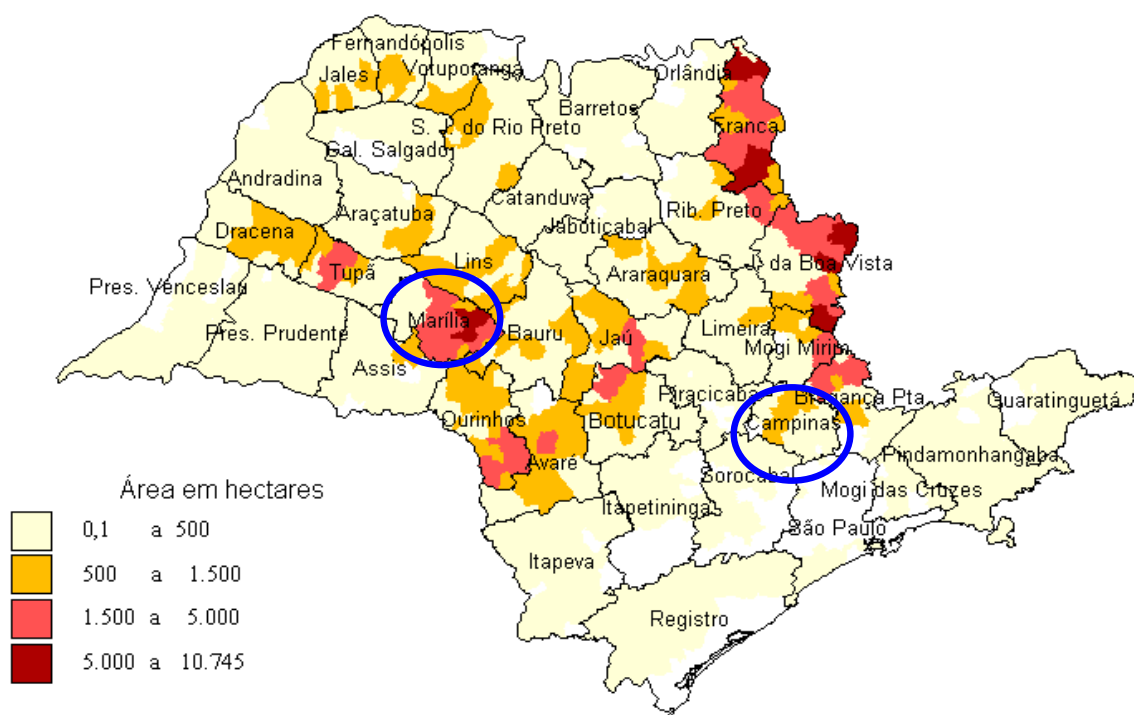 Fernandópolis
Votuporanga
Jales
Orlândia
Barretos
S. J. do Rio Preto
Franca
Gal. Salgado
Andradina
Catanduva
Araçatuba
Rib. Preto
Dracena
Jaboticabal
Lins
Tupã
Araraquara
S. J. da Boa Vista
Pres. Venceslau
Marília
Pres. Prudente
Bauru
Jaú
Limeira
Mogi Mirim
Assis
Piracicaba
Bragança Pta.
Guaratinguetá
Ourinhos
Botucatu
Campinas
Pindamonhangaba
Avaré
Sorocaba
Mogi das Cruzes
Itapetininga
São Paulo
Itapeva
Registro
Área em hectares
0,1 a 500
500 a 1.500
1.500 a 5.000
5.000 a 10.745